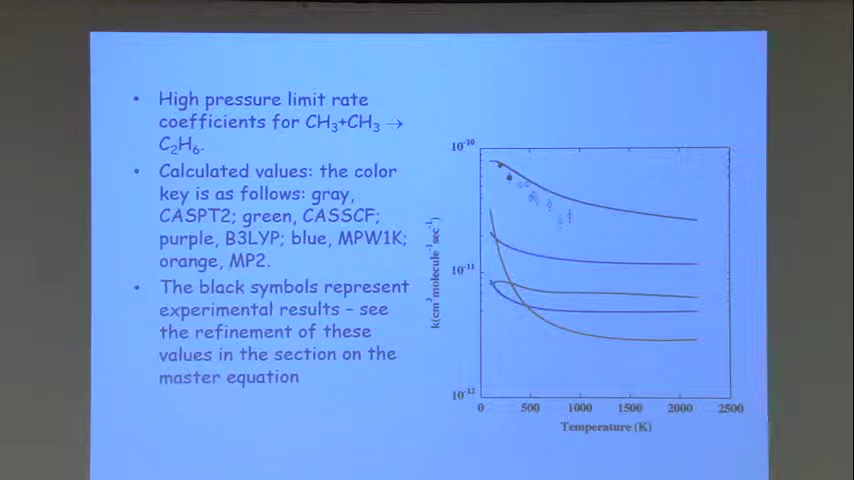 • High pressure limit rate
coefficients for CH₃+CH₃ →
C₂H₆.
• Calculated values: the color
key is as follows: gray,
CASPT2; green, CASSCF;
purple, B3LYP; blue, MPW1K;
orange, MP2.
• The black symbols represent
experimental results – see
the refinement of these
values in the section on the
master equation
10⁻¹⁰
10⁻¹¹
10⁻¹²
k(cm³molecule⁻¹sec⁻¹)
0 500 1000 1500 2000 2500
Temperature (K)